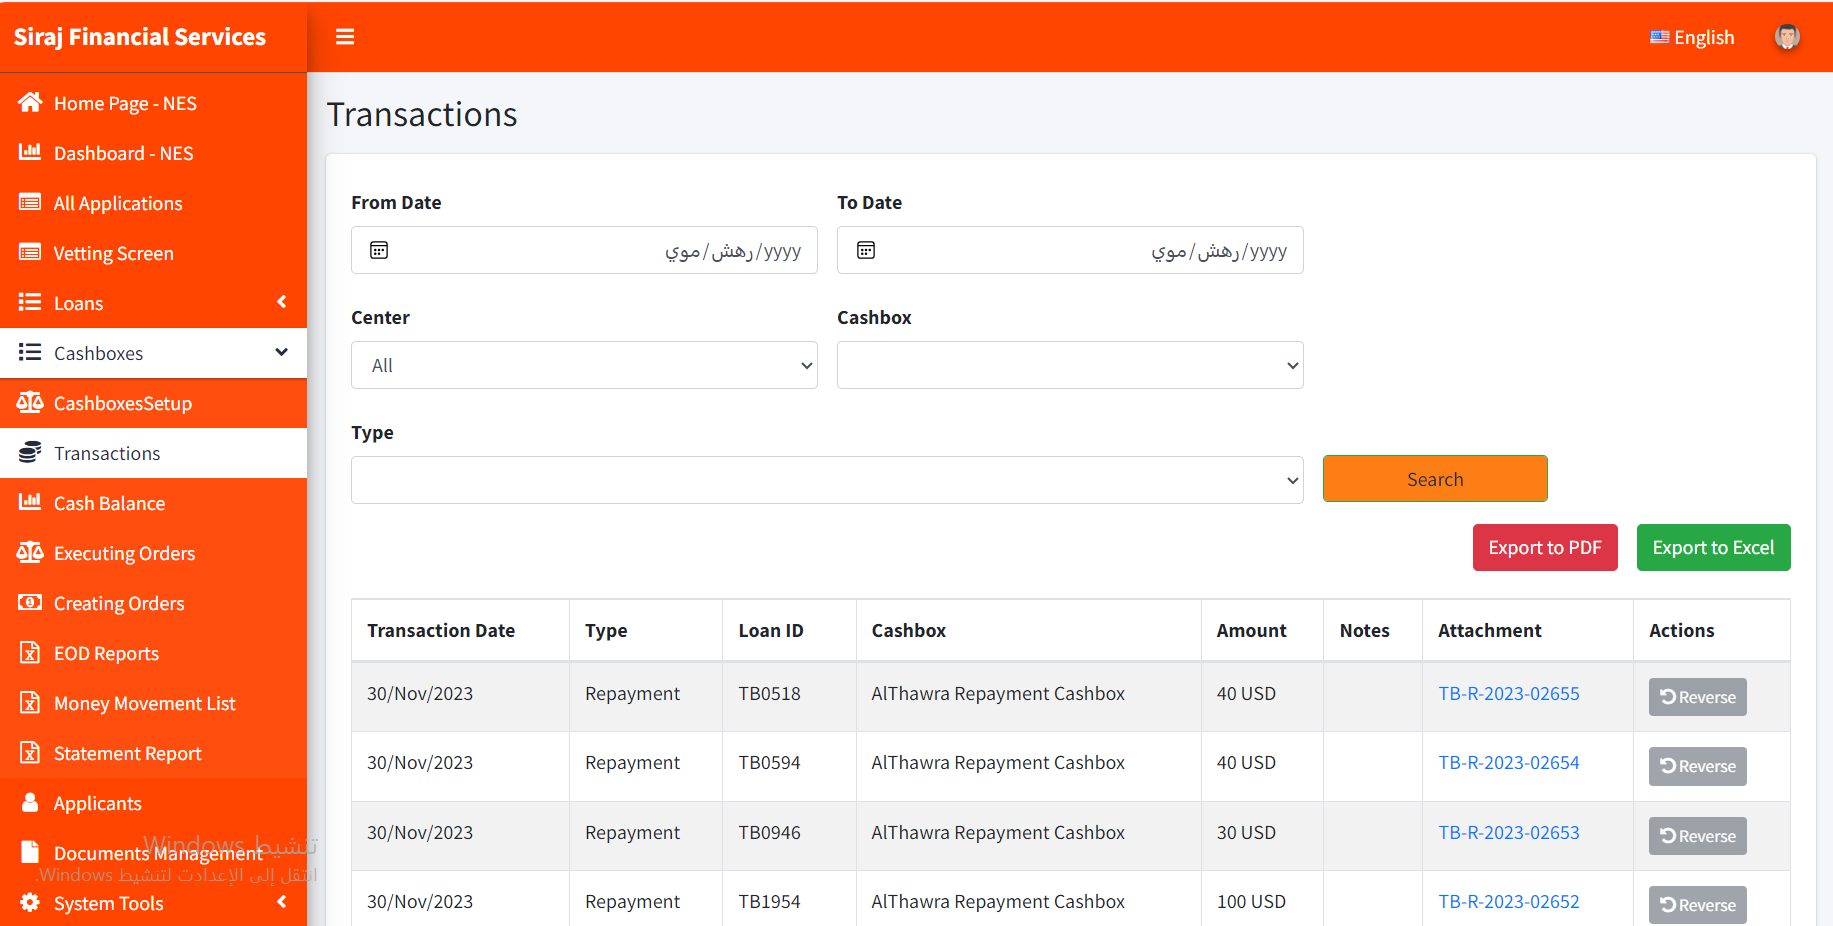 Siraj Financial Services
English
Home Page - NES
Dashboard - NES
All Applications
Vetting Screen
Loans
Cashboxes
CashboxesSetup
Transactions
Cash Balance
Executing Orders
Creating Orders
EOD Reports
Money Movement List
Statement Report
Applicants
Documents Management
System Tools
تنشيط Windows
انتقل إلى الإعدادت لتنشيط Windows.
Transactions
From Date
To Date
yyyy/رهش/موي
yyyy/رهش/موي
Center
Cashbox
All
Type
Search
Export to PDF
Export to Excel
Transaction Date Type Loan ID Cashbox Amount Notes Attachment Actions
30/Nov/2023 Repayment TB0518 AlThawra Repayment Cashbox 40 USD TB-R-2023-02655 Reverse
30/Nov/2023 Repayment TB0594 AlThawra Repayment Cashbox 40 USD TB-R-2023-02654 Reverse
30/Nov/2023 Repayment TB0946 AlThawra Repayment Cashbox 30 USD TB-R-2023-02653 Reverse
30/Nov/2023 Repayment TB1954 AlThawra Repayment Cashbox 100 USD TB-R-2023-02652 Reverse